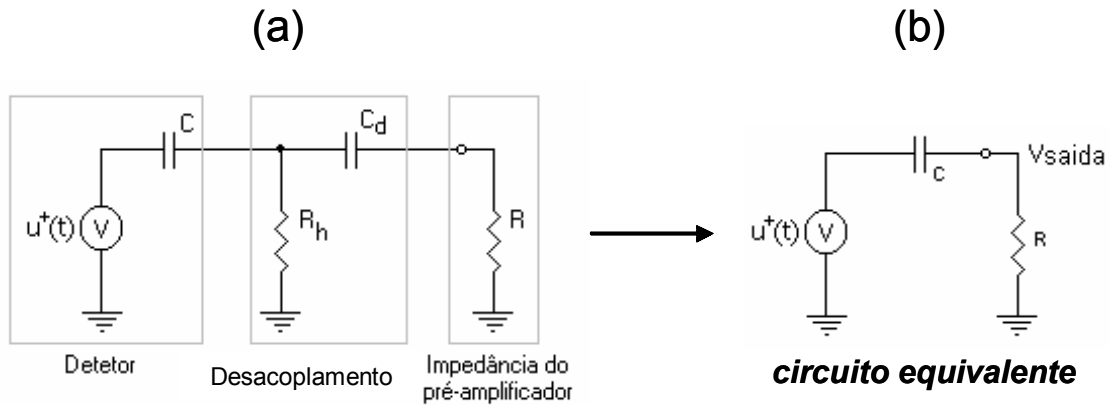 (a)
(b)
C
C_d
u⁺(t)
V
R_h
R
Detetor
Desacoplamento
Impedância do
pré-amplificador
C
Vsaida
u⁺(t)
V
R
circuito equivalente